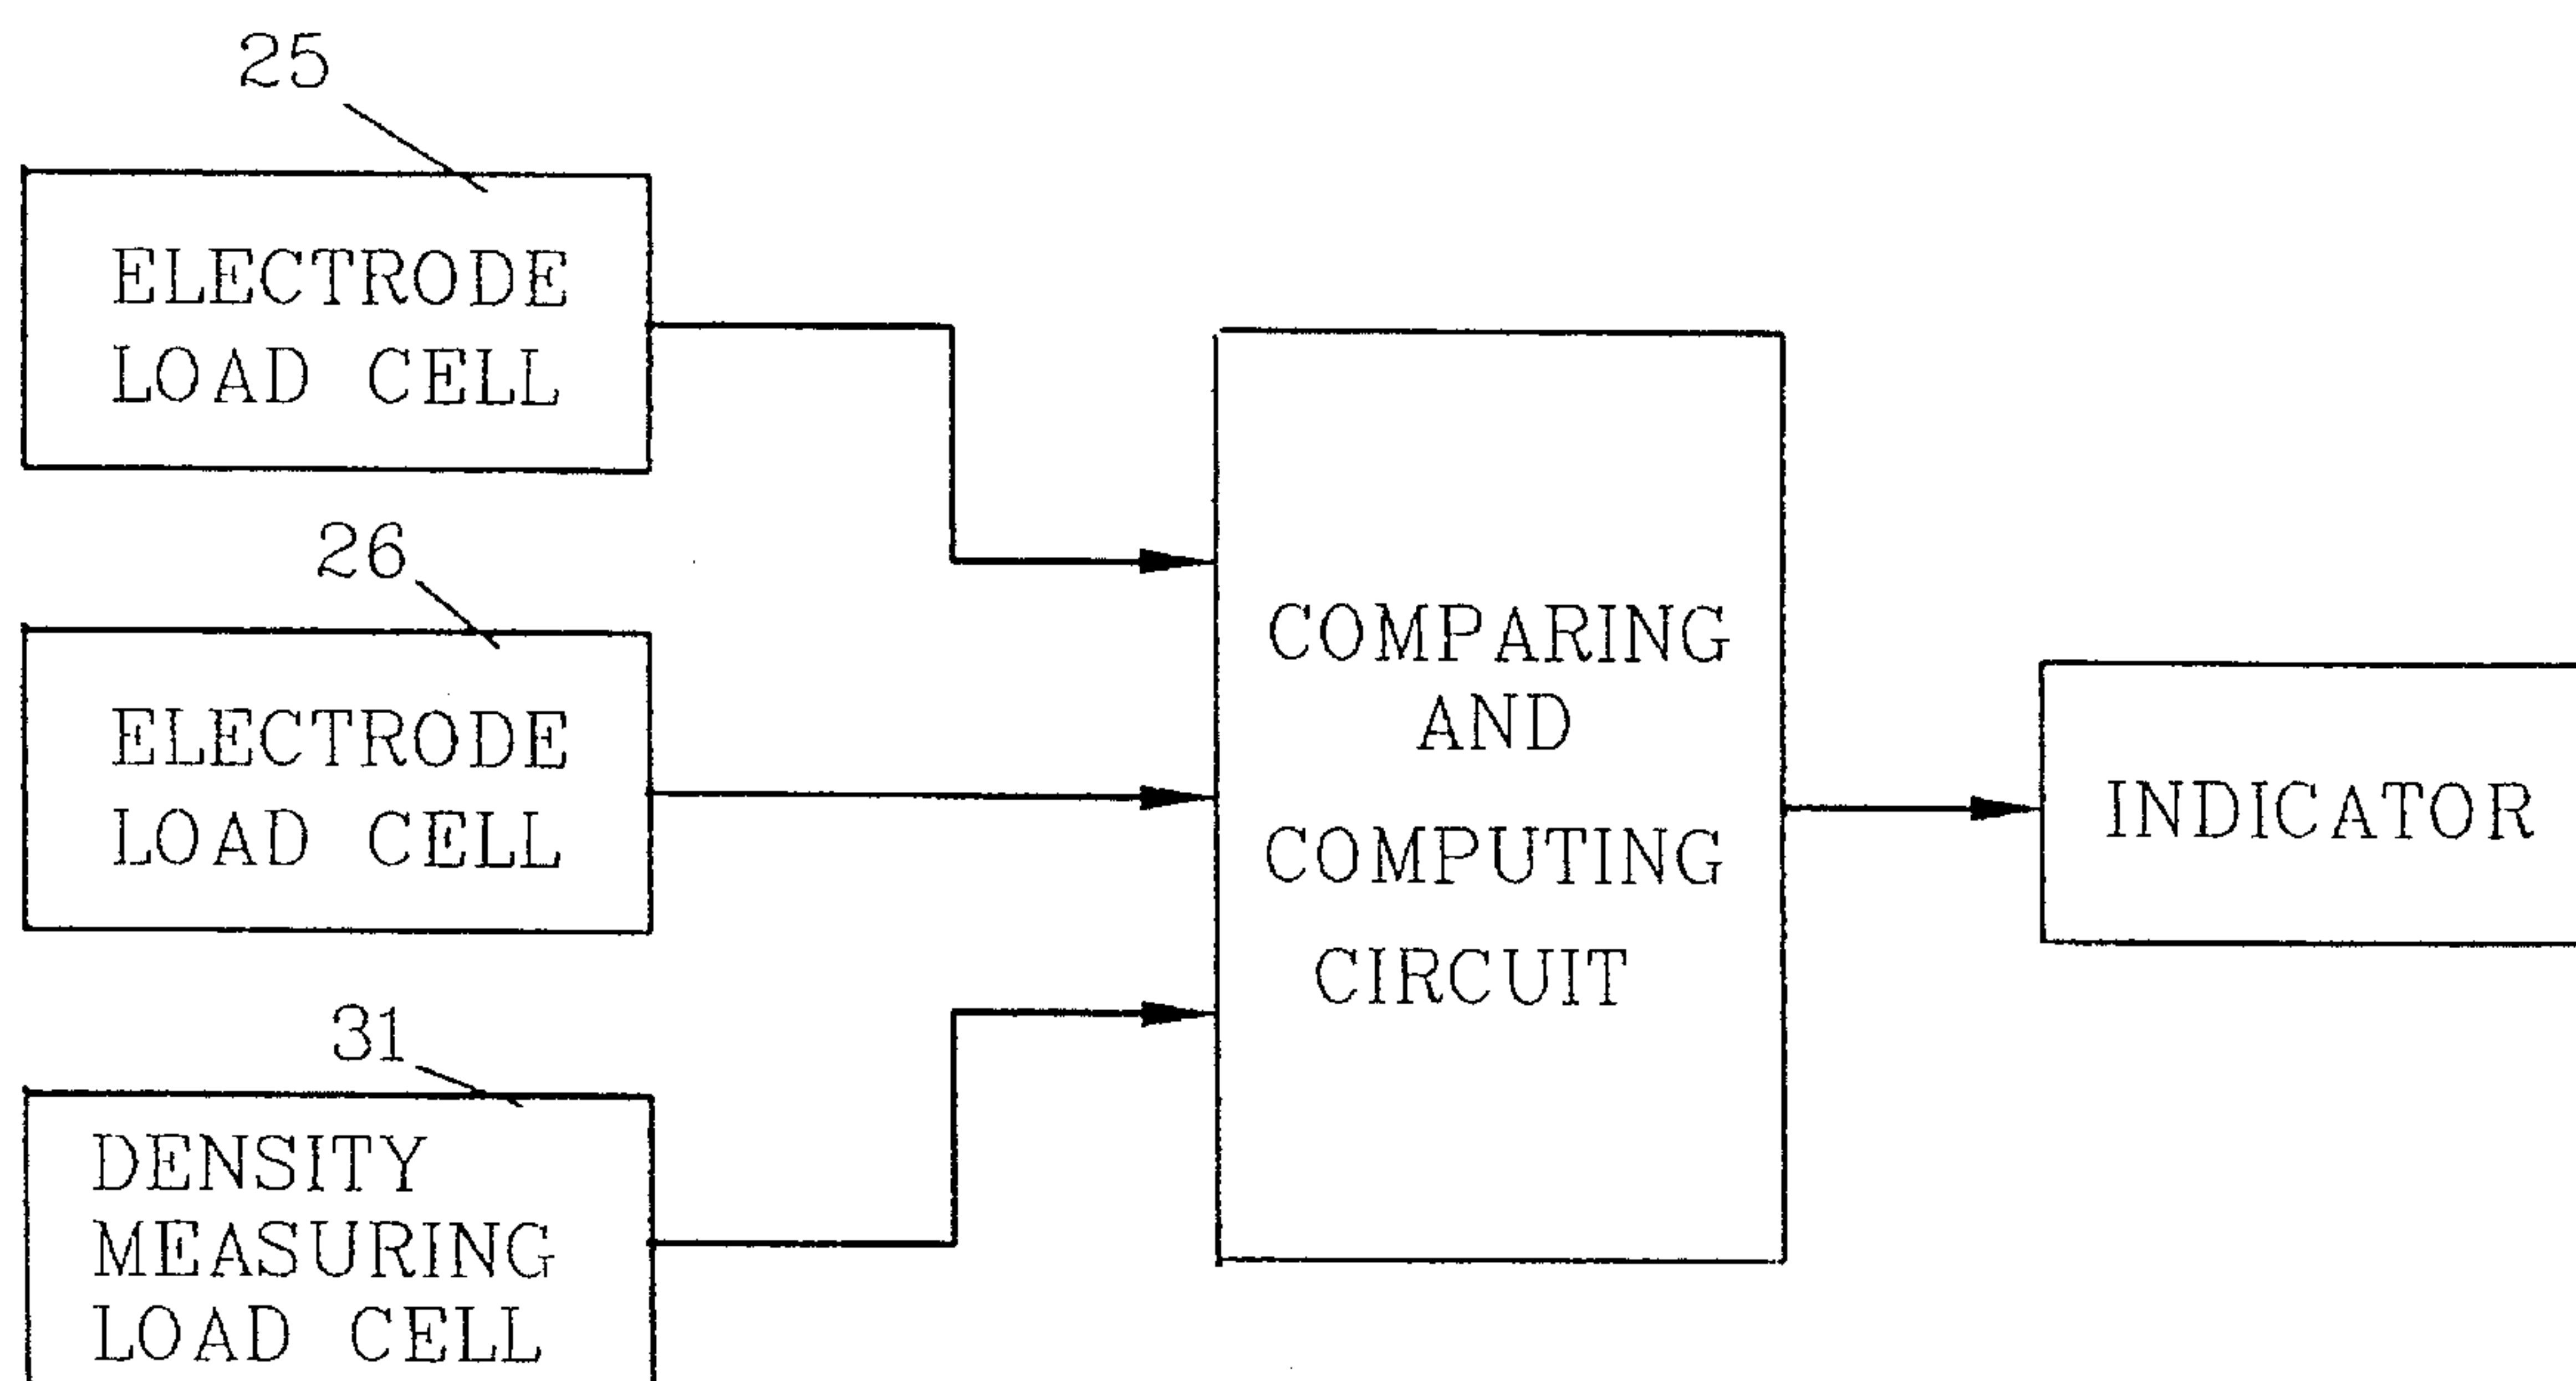 25
ELECTRODE
LOAD CELL
26
ELECTRODE
LOAD CELL
31
DENSITY
MEASURING
LOAD CELL
COMPARING
AND
COMPUTING
CIRCUIT
INDICATOR